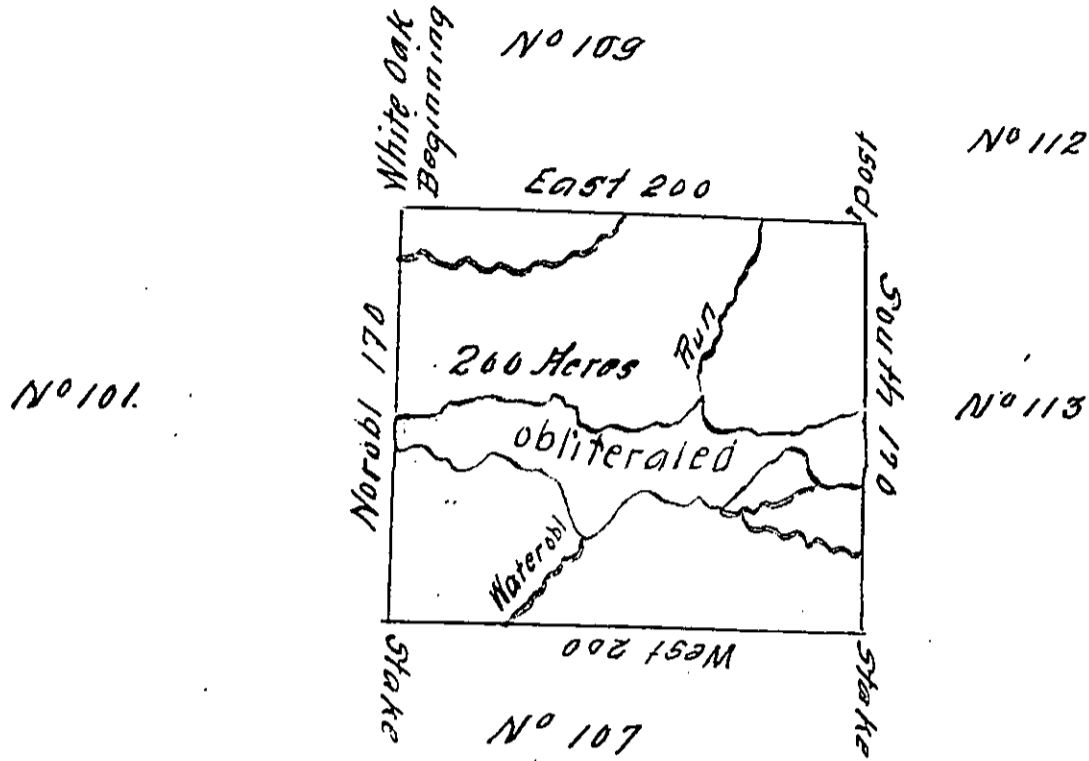 White Oak
Beginning
Nº 109
Nº 112
East 200
Post
Norobl 170
200 Acres
Run
South 170
Nº 101.
Nº 113
obliteraled
Waterobl
West 200
Stake
Stake
Nº 107